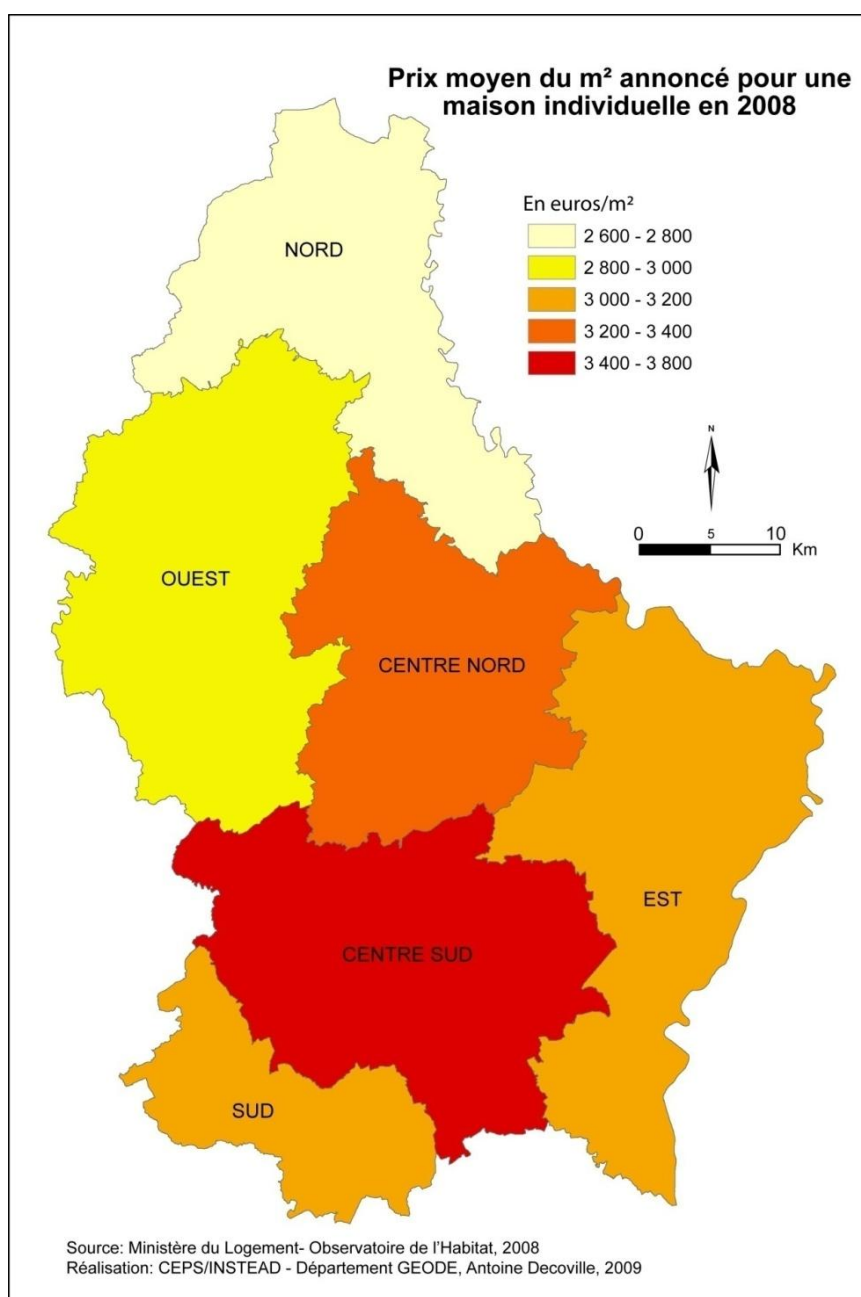 Prix moyen du m² annoncé pour une
maison individuelle en 2008
En euros/m²
2 600 - 2 800
2 800 - 3 000
3 000 - 3 200
3 200 - 3 400
3 400 - 3 800
NORD
N
0 5 10
Km
OUEST
CENTRE NORD
EST
CENTRE SUD
SUD
Source: Ministère du Logement- Observatoire de l'Habitat, 2008
Réalisation: CEPS/INSTEAD - Département GEODE, Antoine Decoville, 2009